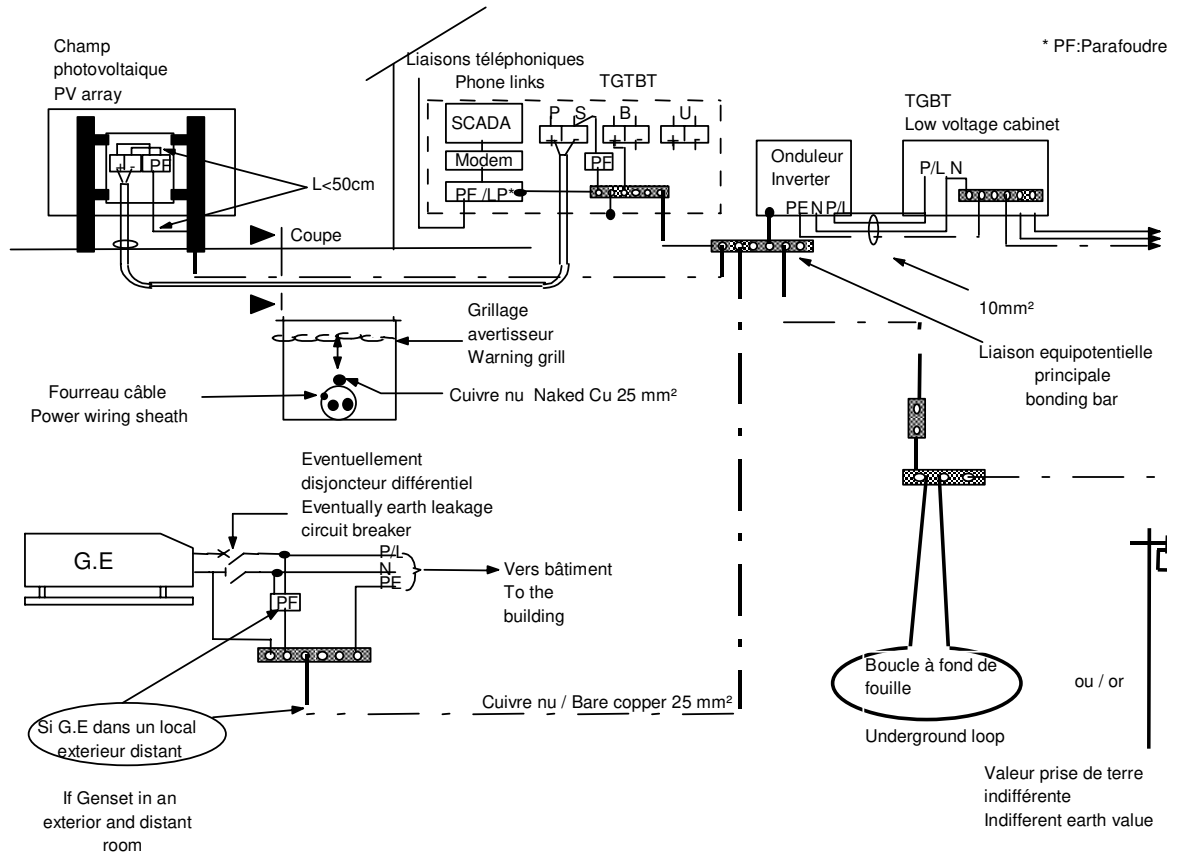 Champ
photovoltaique
PV array
+ -
PF
L<50cm
Coupe
Liaisons téléphoniques
Phone links
TGTBT
SCADA
Modem
PF /LP*
P S
+ -
PF
B
+ -
U
+ -
* PF:Parafoudre
Onduleur
Inverter
PE N P/L
TGBT
Low voltage cabinet
P/L N
10mm²
Liaison equipotentielle
principale
bonding bar
Grillage
avertisseur
Warning grill
Fourreau câble
Power wiring sheath
Cuivre nu Naked Cu 25 mm²
Eventuellement
disjoncteur différentiel
Eventually earth leakage
circuit breaker
G.E
P/L
N
PE
PF
Vers bâtiment
To the
building
Si G.E dans un local
exterieur distant
If Genset in an
exterior and distant
room
Cuivre nu / Bare copper 25 mm²
Boucle à fond de
fouille
Underground loop
ou / or
Valeur prise de terre
indifférente
Indifferent earth value